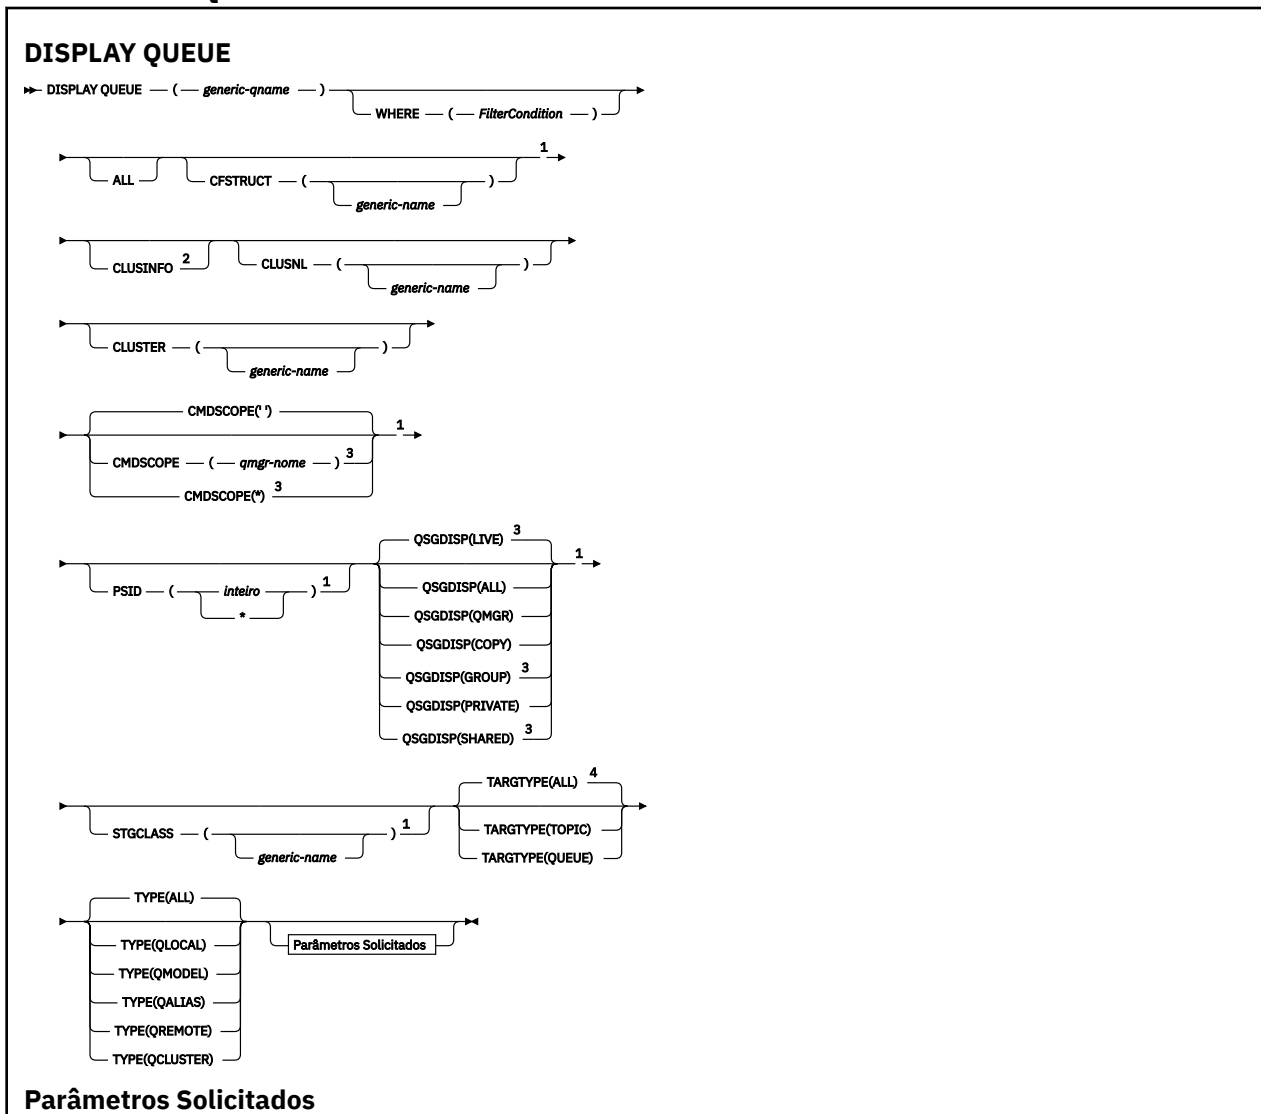 DISPLAY QUEUE
DISPLAY QUEUE ( generic-qname )
WHERE ( FilterCondition )
1
ALL CFSTRUCT ( )
generic-name
CLUSINFO 2 CLUSNL ( )
generic-name
CLUSTER ( )
generic-name
CMDSCOPE(' ')
1
CMDSCOPE ( qmgr-nome ) 3
CMDSCOPE(*) 3
QSGDISP(LIVE) 3
1
PSID ( inteiro ) 1 QSGDISP(ALL)
* QSGDISP(QMGR)
QSGDISP(COPY)
QSGDISP(GROUP) 3
QSGDISP(PRIVATE)
QSGDISP(SHARED) 3
TARGTYPE(ALL) 4
STGCLASS ( ) 1 TARGTYPE(TOPIC)
generic-name TARGTYPE(QUEUE)
TYPE(ALL)
TYPE(QLOCAL) Parâmetros Solicitados
TYPE(QMODEL)
TYPE(QALIAS)
TYPE(QREMOTE)
TYPE(QCLUSTER)
Parâmetros Solicitados